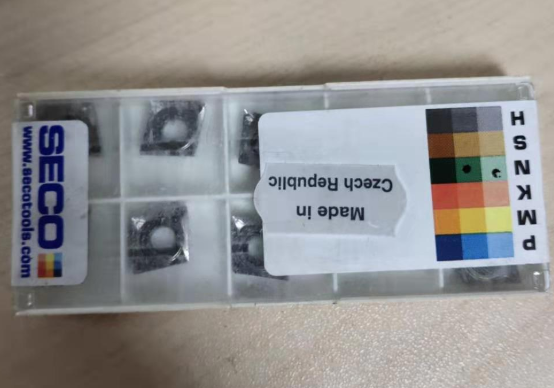 SECO
www.secotools.com
Made in
Czech Republic
P
M
K
N
S
H